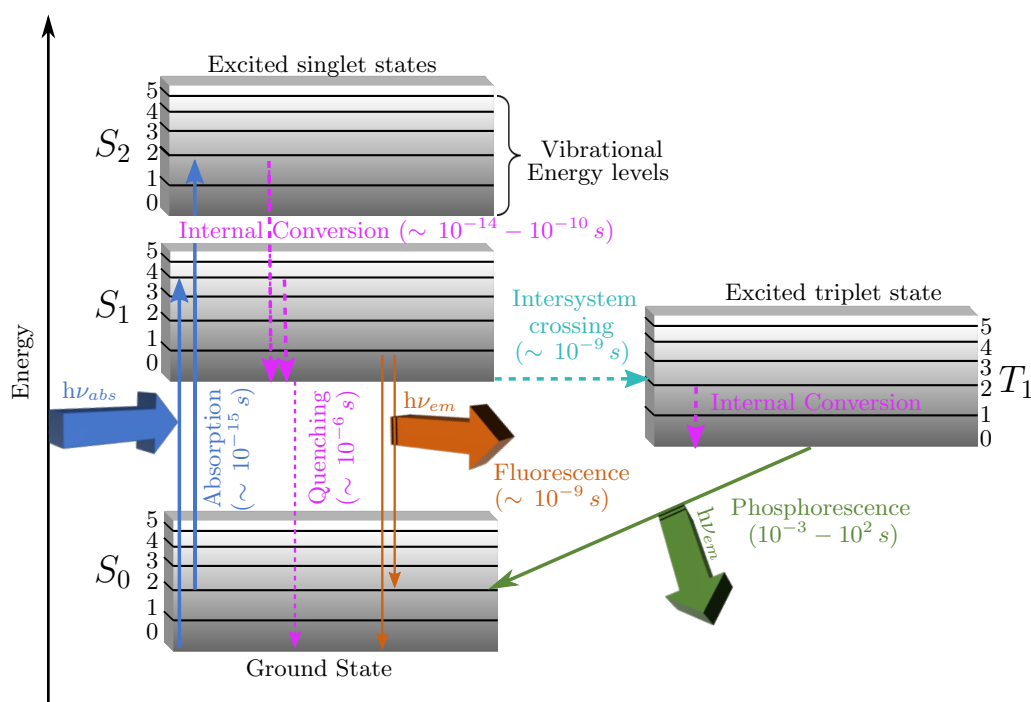 Excited singlet states
5
4
3
2
1
0
S₂
Vibrational
Energy levels
Internal Conversion (∼ 10⁻¹⁴ − 10⁻¹⁰ s)
5
4
3
2
1
0
S₁
Intersystem
crossing
(∼ 10⁻⁹ s)
Excited triplet state
5
4
3
2
1
0
T₁
Internal Conversion
Energy
hν_abs
Absorption
(∼ 10⁻¹⁵ s)
Quenching
(∼ 10⁻⁶ s)
hν_em
Fluorescence
(∼ 10⁻⁹ s)
Phosphorescence
(10⁻³ − 10² s)
hν_em
5
4
3
2
1
0
S₀
Ground State